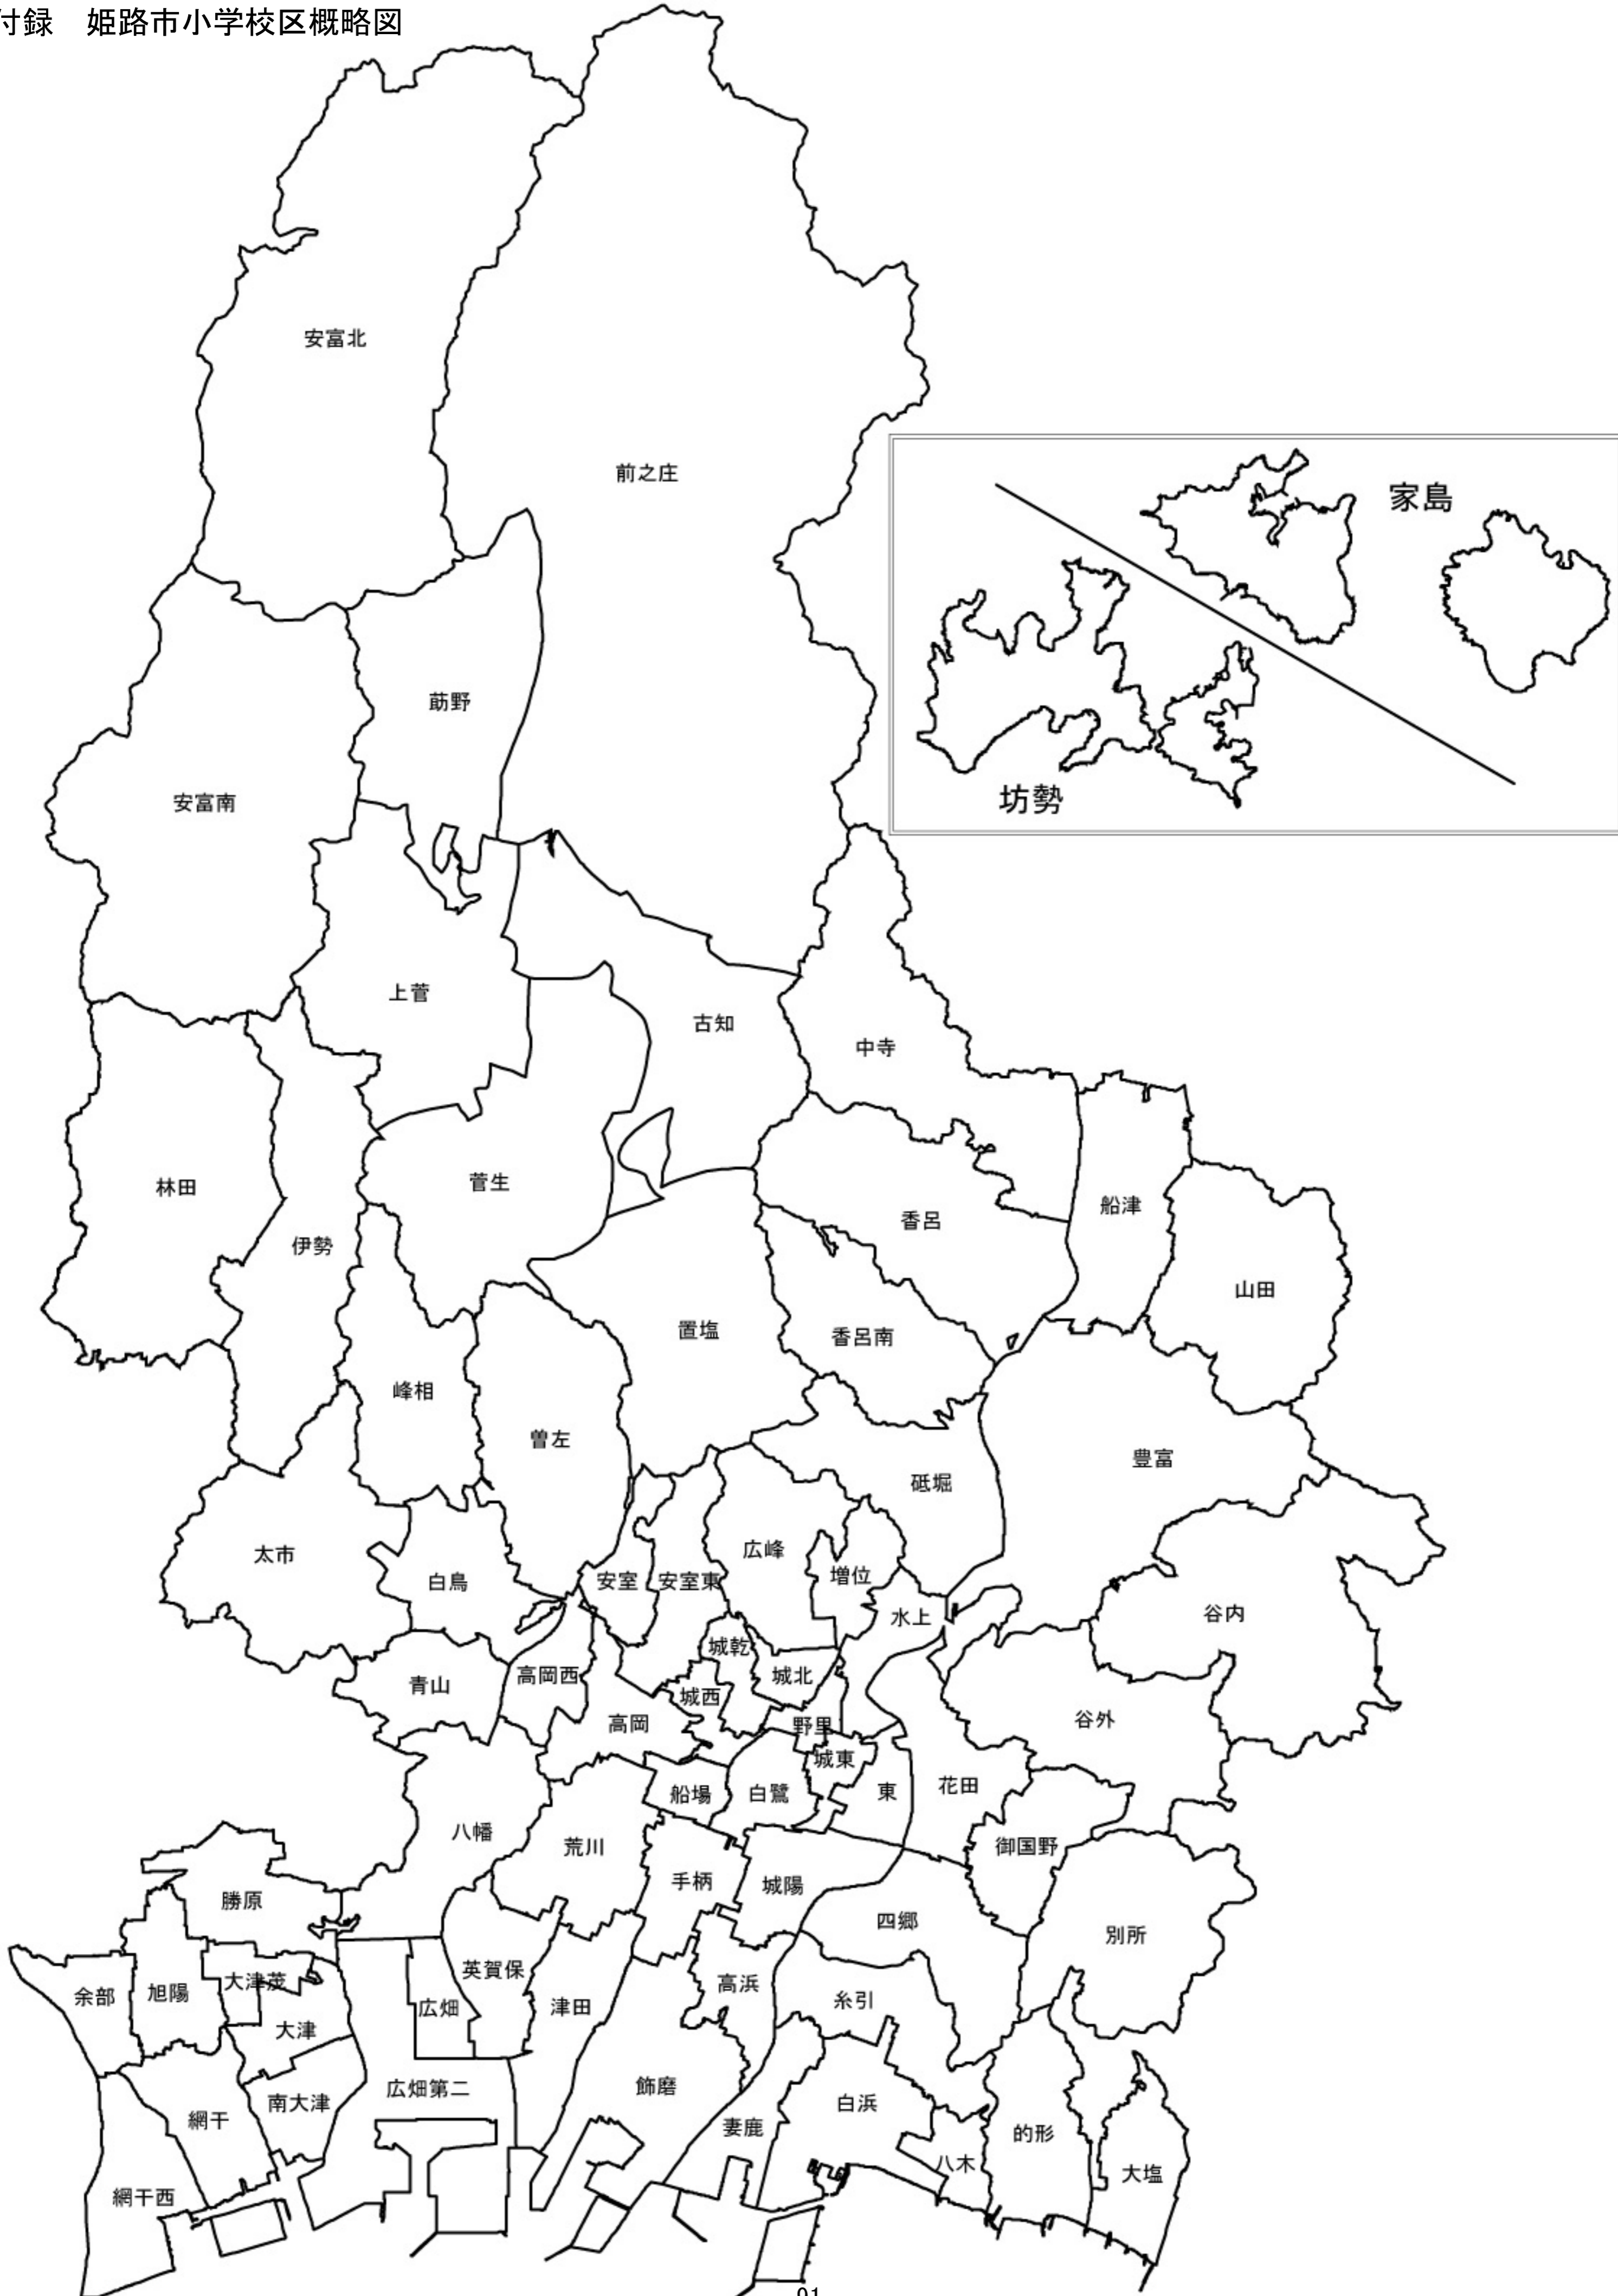 付録　姫路市小学校区概略図
安富北
前之庄
家島
坊勢
莇野
安富南
上菅
古知
中寺
菅生
林田
船津
香呂
伊勢
山田
置塩
香呂南
峰相
曽左
豊富
砥堀
広峰
太市
増位
安室
安室東
白鳥
谷内
水上
城乾
城北
高岡西
青山
城西
谷外
高岡
野里
城東
花田
東
船場
白鷺
八幡
荒川
御国野
手柄
城陽
勝原
四郷
別所
英賀保
大津茂
高浜
旭陽
余部
糸引
広畑
津田
大津
飾磨
広畑第二
南大津
白浜
網干
妻鹿
的形
八木
大塩
網干西
91